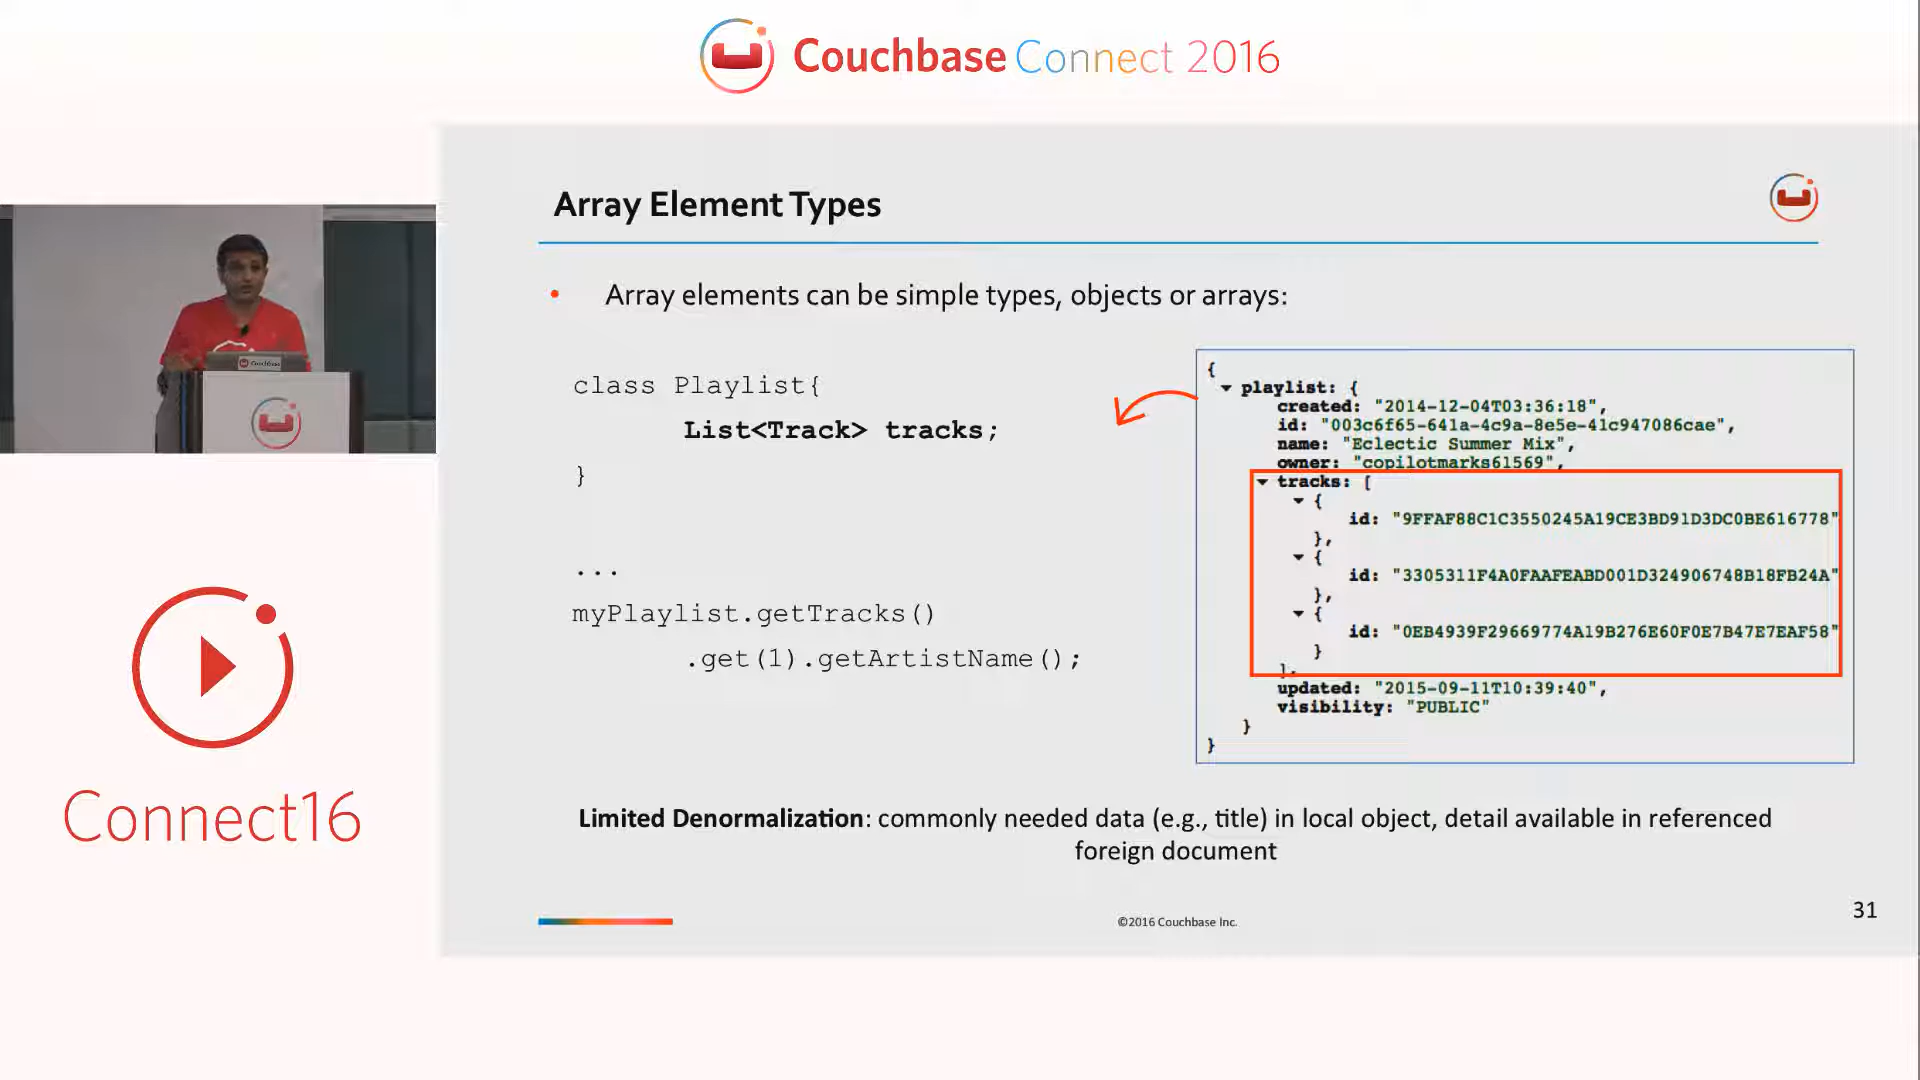 Couchbase Connect 2016
Array Element Types
• Array elements can be simple types, objects or arrays:
class Playlist{
List<Track> tracks;
}
...
myPlaylist.getTracks()
.get(1).getArtistName();
{
playlist: {
created: "2014-12-04T03:36:18",
id: "003c6f65-641a-4c9a-8e5e-41c947086cae",
name: "Eclectic Summer Mix",
owner: "copilotmarks61569",
tracks: [
{
id: "9FFAF88C1C3550245A19CE3BD91D3DC0BE616778"
},
{
id: "3305311F4A0FAAFEABD001D324906748B18FB24A"
},
{
id: "0EB4939F29669774A19B276E60F0E7B47E7EAF58"
}
],
updated: "2015-09-11T10:39:40",
visibility: "PUBLIC"
}
}
Limited Denormalization: commonly needed data (e.g., title) in local object, detail available in referenced
foreign document
©2016 Couchbase Inc.
31
Couchbase
Connect16